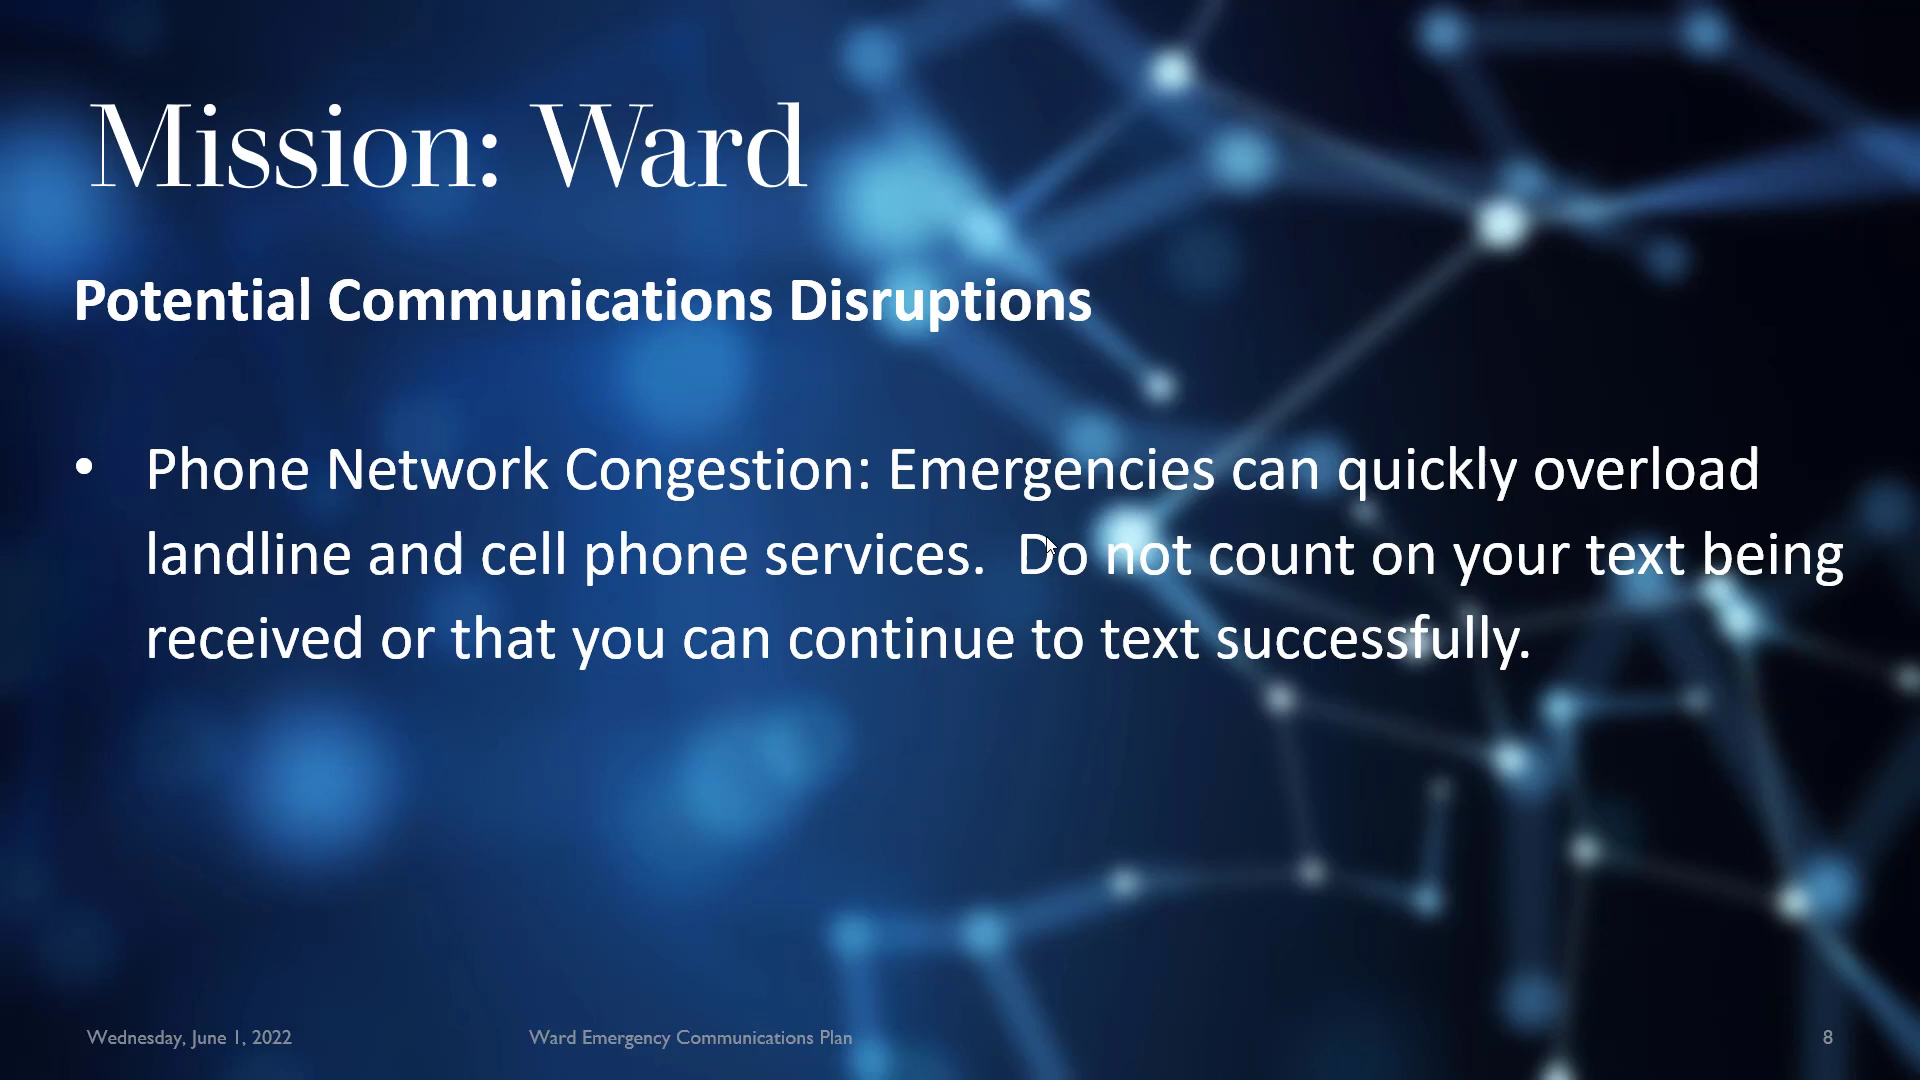 Mission: Ward
Potential Communications Disruptions
• Phone Network Congestion: Emergencies can quickly overload
landline and cell phone services.  Do not count on your text being
received or that you can continue to text successfully.
Wednesday, June 1, 2022
Ward Emergency Communications Plan
8